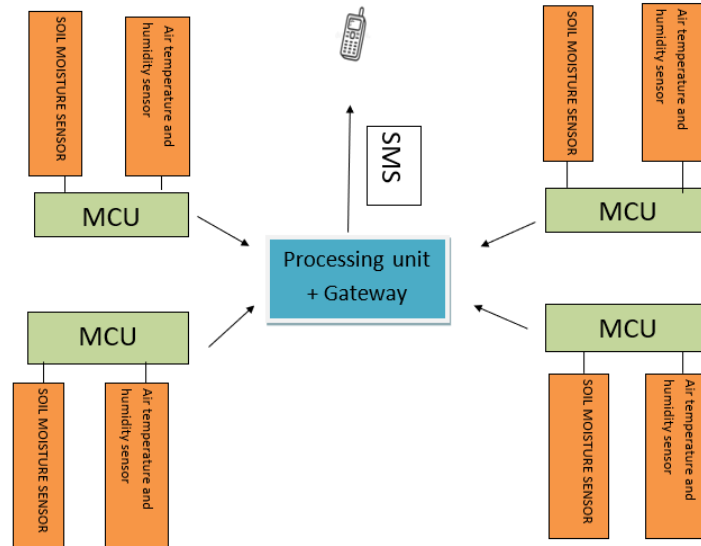 SOIL MOISTURE SENSOR
Air temperature and
humidity sensor
SOIL MOISTURE SENSOR
Air temperature and
humidity sensor
SMS
MCU
MCU
Processing unit
+ Gateway
MCU
MCU
SOIL MOISTURE SENSOR
Air temperature and
humidity sensor
SOIL MOISTURE SENSOR
Air temperature and
humidity sensor